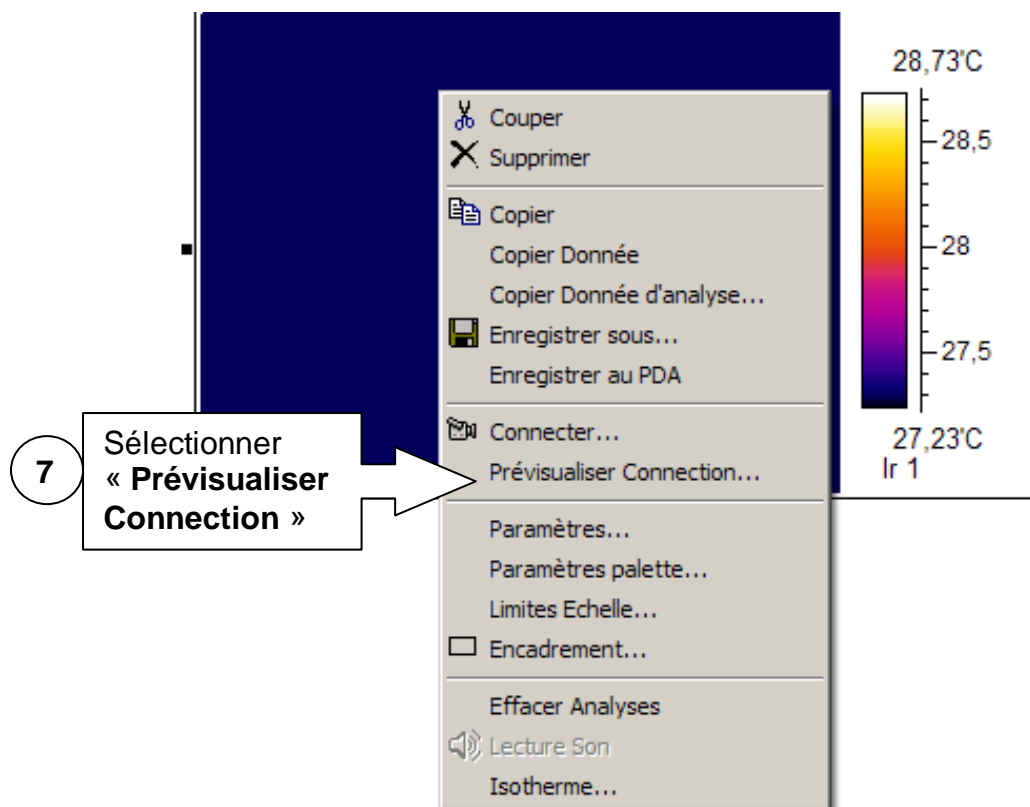 28,73°C
28,5
28
27,5
27,23°C
Ir 1
Couper
Supprimer
Copier
Copier Donnée
Copier Donnée d'analyse...
Enregistrer sous...
Enregistrer au PDA
Connecter...
Prévisualiser Connection...
Paramètres...
Paramètres palette...
Limites Echelle...
Encadrement...
Effacer Analyses
Lecture Son
Isotherme...
7
Sélectionner
« Prévisualiser
Connection »